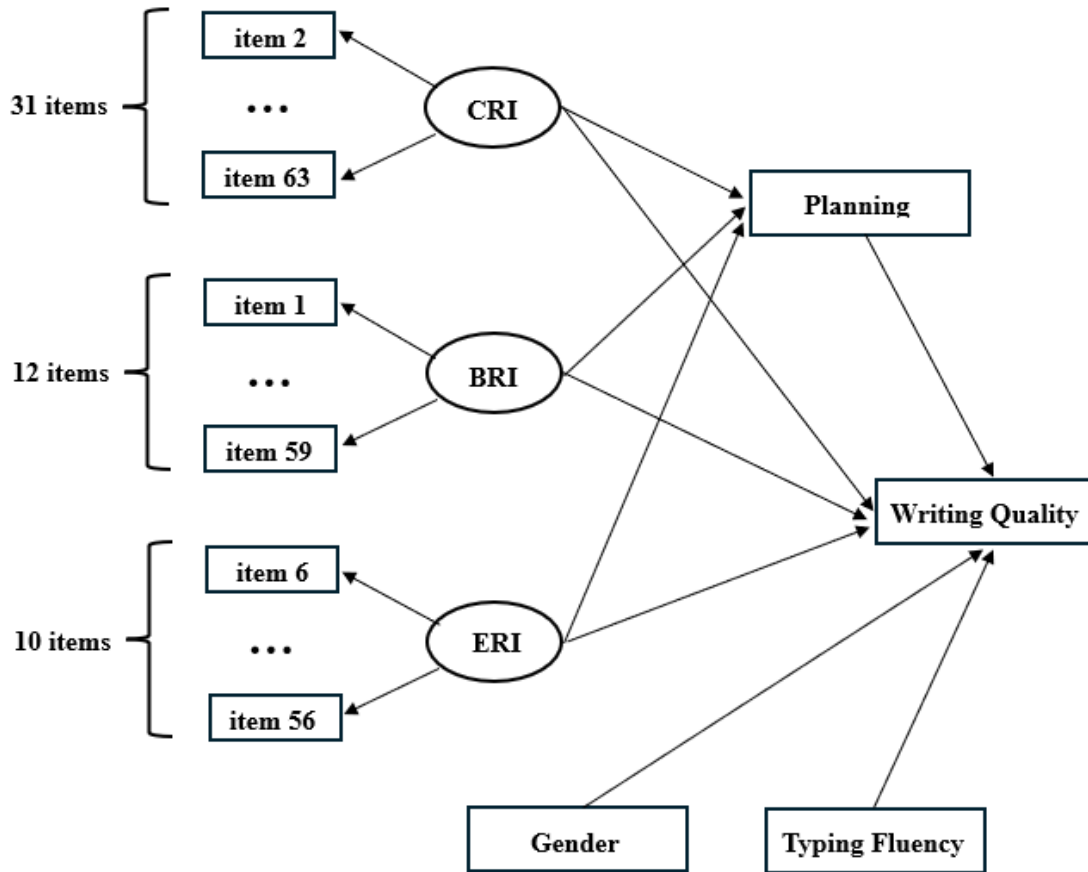 item 2
31 items
...
CRI
item 63
Planning
item 1
12 items
...
BRI
item 59
Writing Quality
item 6
10 items
...
ERI
item 56
Gender
Typing Fluency